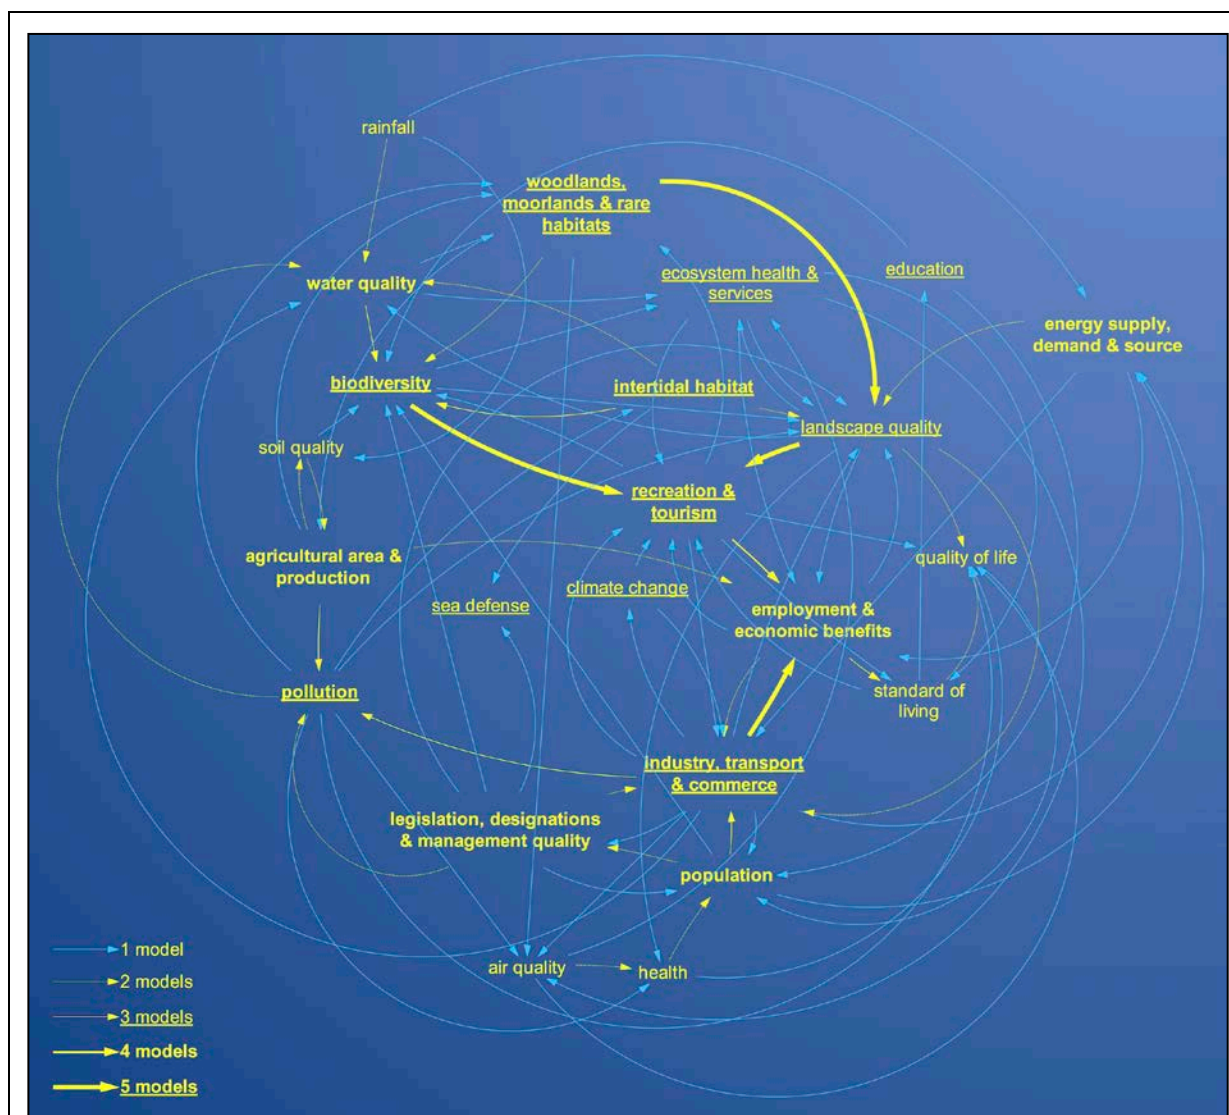 rainfall
woodlands,
moorlands & rare
habitats
ecosystem health &
services
education
water quality
energy supply,
demand & source
biodiversity
intertidal habitat
landscape quality
soil quality
recreation &
tourism
agricultural area &
production
quality of life
climate change
sea defense
employment &
economic benefits
pollution
standard of
living
industry, transport
& commerce
legislation, designations
& management quality
population
air quality
health
1 model
2 models
3 models
4 models
5 models